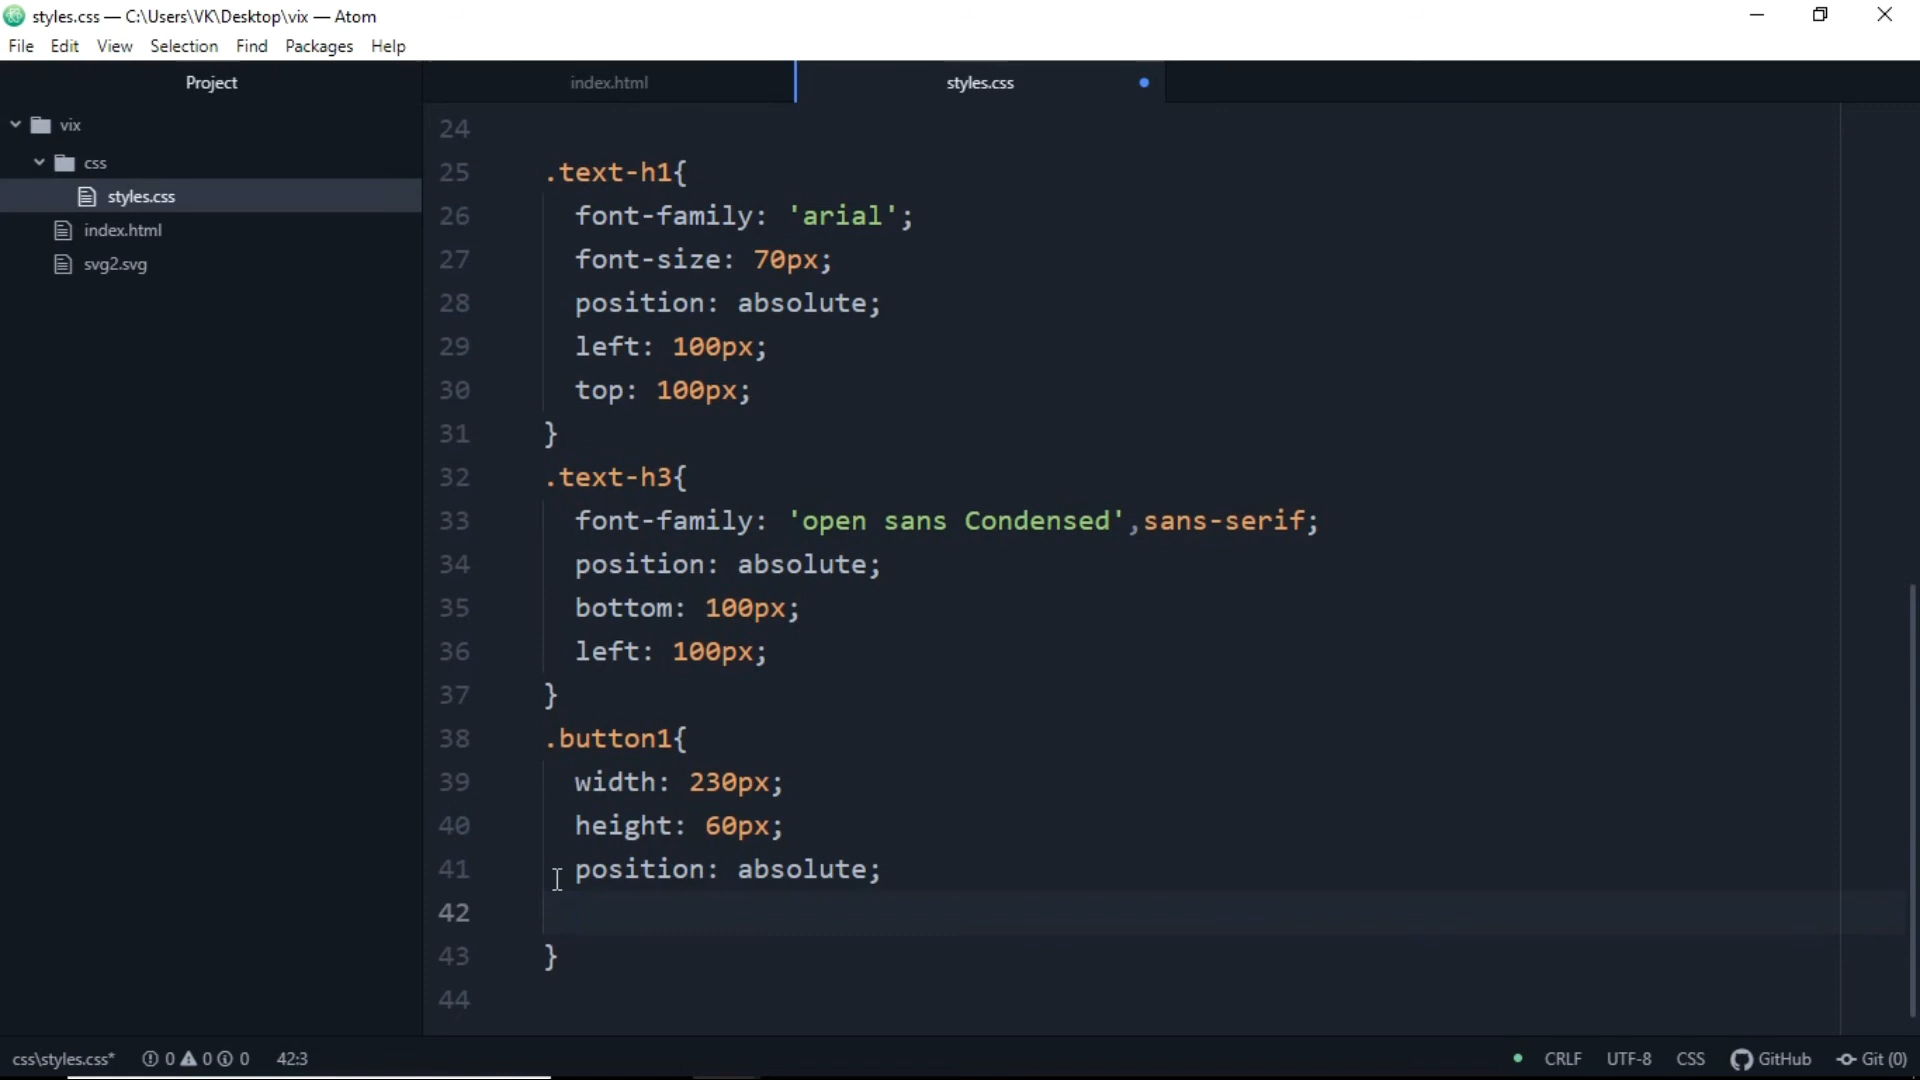 styles.css — C:\Users\VK\Desktop\vix — Atom
File Edit View Selection Find Packages Help
Project
index.html
styles.css
vix
css
styles.css
index.html
svg2.svg
24
25 .text-h1{
26 font-family: 'arial';
27 font-size: 70px;
28 position: absolute;
29 left: 100px;
30 top: 100px;
31 }
32 .text-h3{
33 font-family: 'open sans Condensed',sans-serif;
34 position: absolute;
35 bottom: 100px;
36 left: 100px;
37 }
38 .button1{
39 width: 230px;
40 height: 60px;
41 position: absolute;
42
43 }
44
css\styles.css* 0 0 0 42:3 CRLF UTF-8 CSS GitHub Git (0)